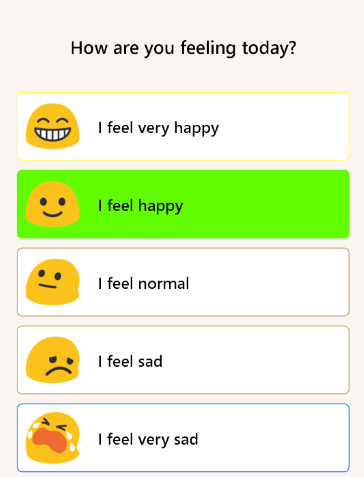 How are you feeling today?
I feel very happy
I feel happy
I feel normal
I feel sad
I feel very sad